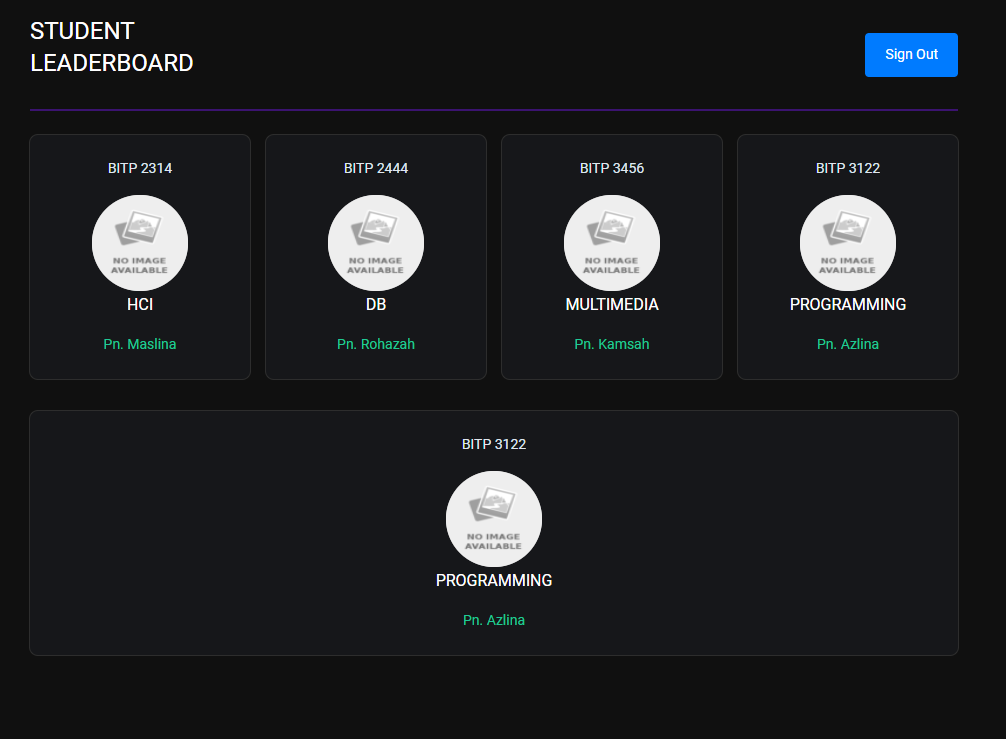 STUDENT
LEADERBOARD
Sign Out
BITP 2314
NO IMAGE
AVAILABLE
HCI
Pn. Maslina
BITP 2444
NO IMAGE
AVAILABLE
DB
Pn. Rohazah
BITP 3456
NO IMAGE
AVAILABLE
MULTIMEDIA
Pn. Kamsah
BITP 3122
NO IMAGE
AVAILABLE
PROGRAMMING
Pn. Azlina
BITP 3122
NO IMAGE
AVAILABLE
PROGRAMMING
Pn. Azlina